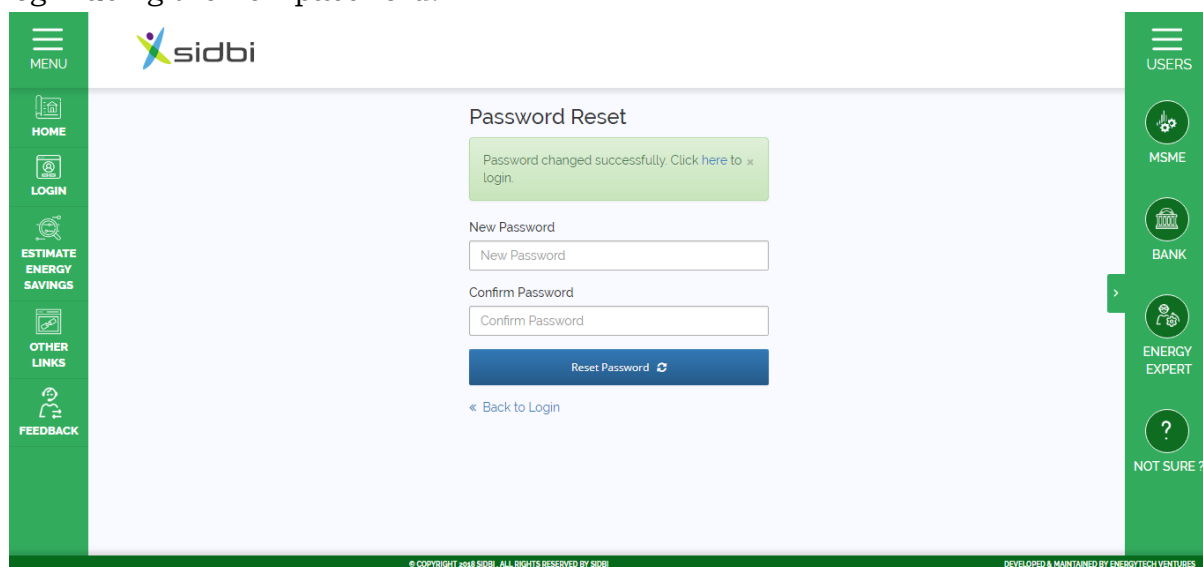 MENU
sidbi
USERS
HOME
LOGIN
ESTIMATE
ENERGY
SAVINGS
OTHER
LINKS
FEEDBACK
Password Reset
Password changed successfully. Click here to ×
login.
New Password
New Password
Confirm Password
Confirm Password
Reset Password
« Back to Login
MSME
BANK
ENERGY
EXPERT
?
NOT SURE ?
© COPYRIGHT 2018 SIDBI . ALL RIGHTS RESERVED BY SIDBI
DEVELOPED & MAINTAINED BY ENERGYTECH VENTURES